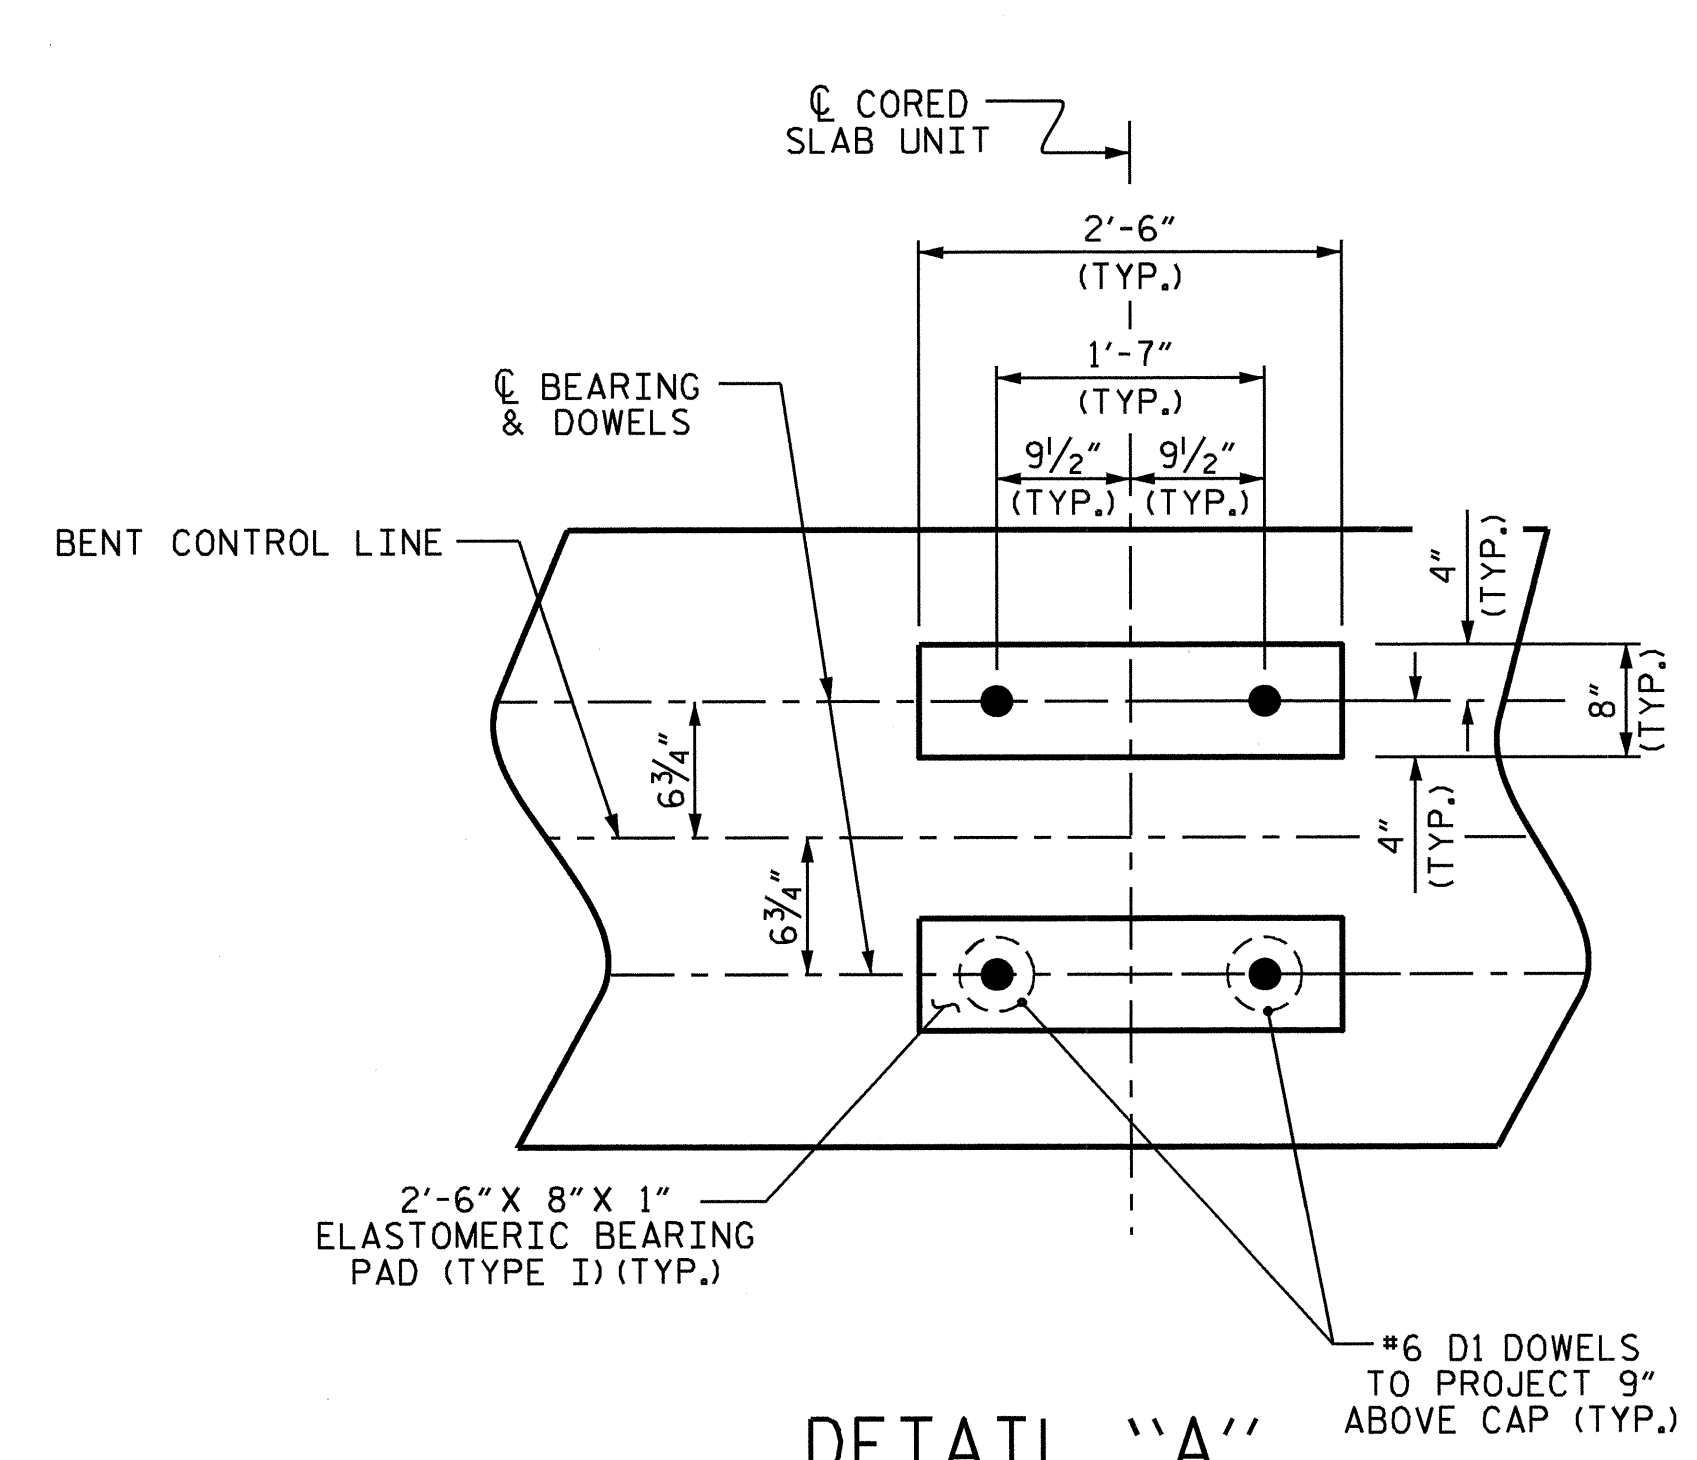 ℄ CORED
SLAB UNIT
2'-6"
(TYP.)
1'-7"
(TYP.)
9½" 9½"
(TYP.) (TYP.)
℄ BEARING
& DOWELS
BENT CONTROL LINE
4"
(TYP.)
8"
(TYP.)
4"
(TYP.)
6¾"
6¾"
2'-6" X 8" X 1"
ELASTOMERIC BEARING
PAD (TYPE I) (TYP.)
#6 D1 DOWELS
TO PROJECT 9"
ABOVE CAP (TYP.)
DETAIL "A"